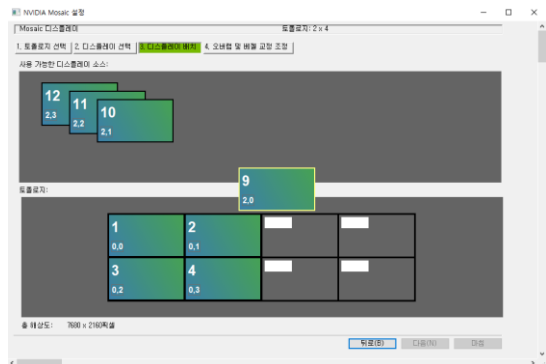 NVIDIA Mosaic 설정
Mosaic 디스플레이
토폴로지: 2 x 4
1. 토폴로지 선택
2. 디스플레이 선택
3. 디스플레이 배치
4. 오버랩 및 베젤 교정 조정
사용 가능한 디스플레이 소스:
12
2,3
11
2,2
10
2,1
9
2,0
토폴로지:
1
0,0
2
0,1
3
0,2
4
0,3
총 해상도: 7680 x 2160픽셀
뒤로(B)
다음(N)
마침